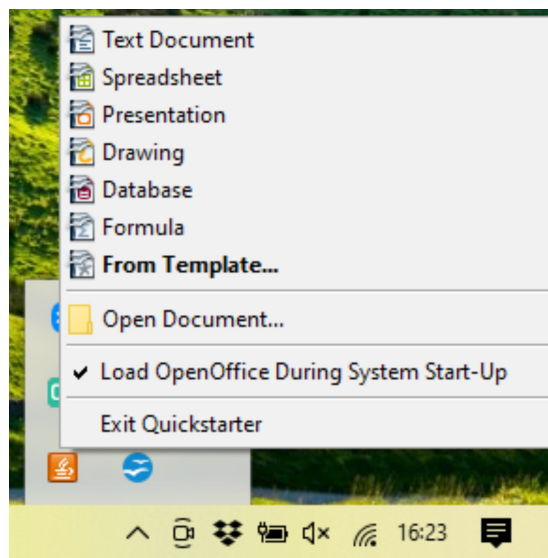 Text Document
Spreadsheet
Presentation
Drawing
Database
Formula
From Template...
Open Document...
Load OpenOffice During System Start-Up
Exit Quickstarter
16:23